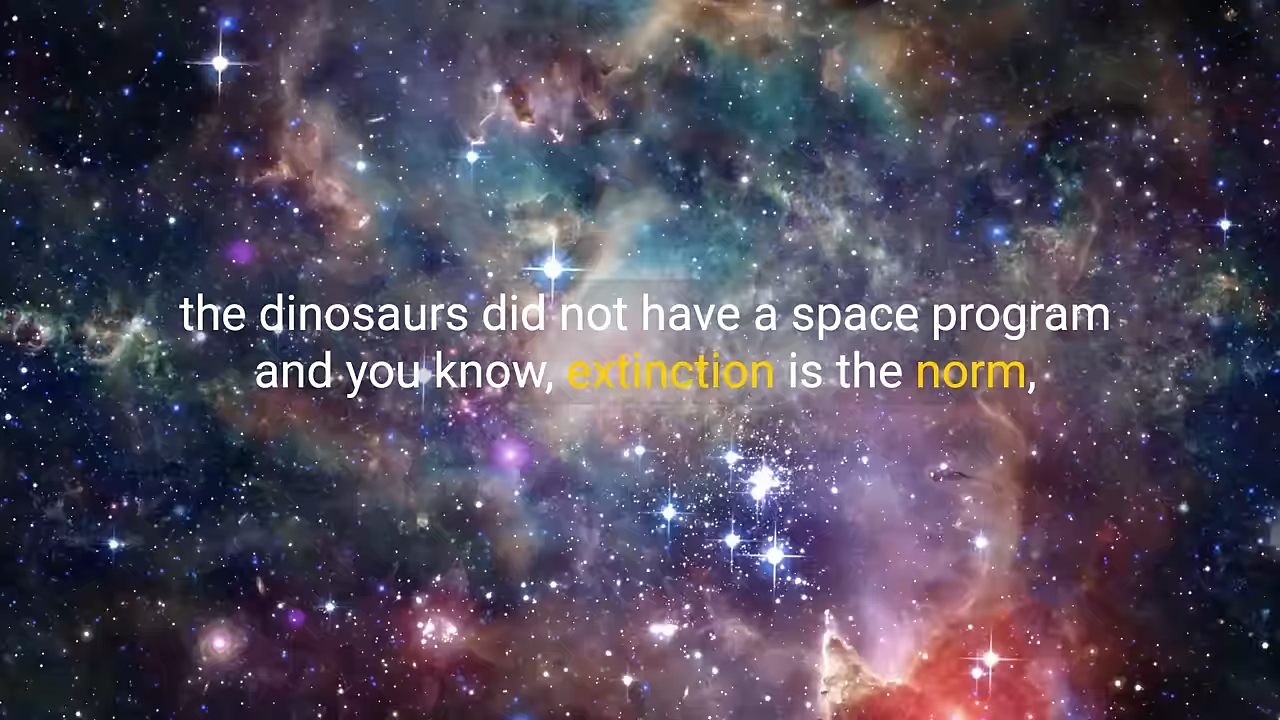 the dinosaurs did not have a space program
and you know, extinction is the norm,